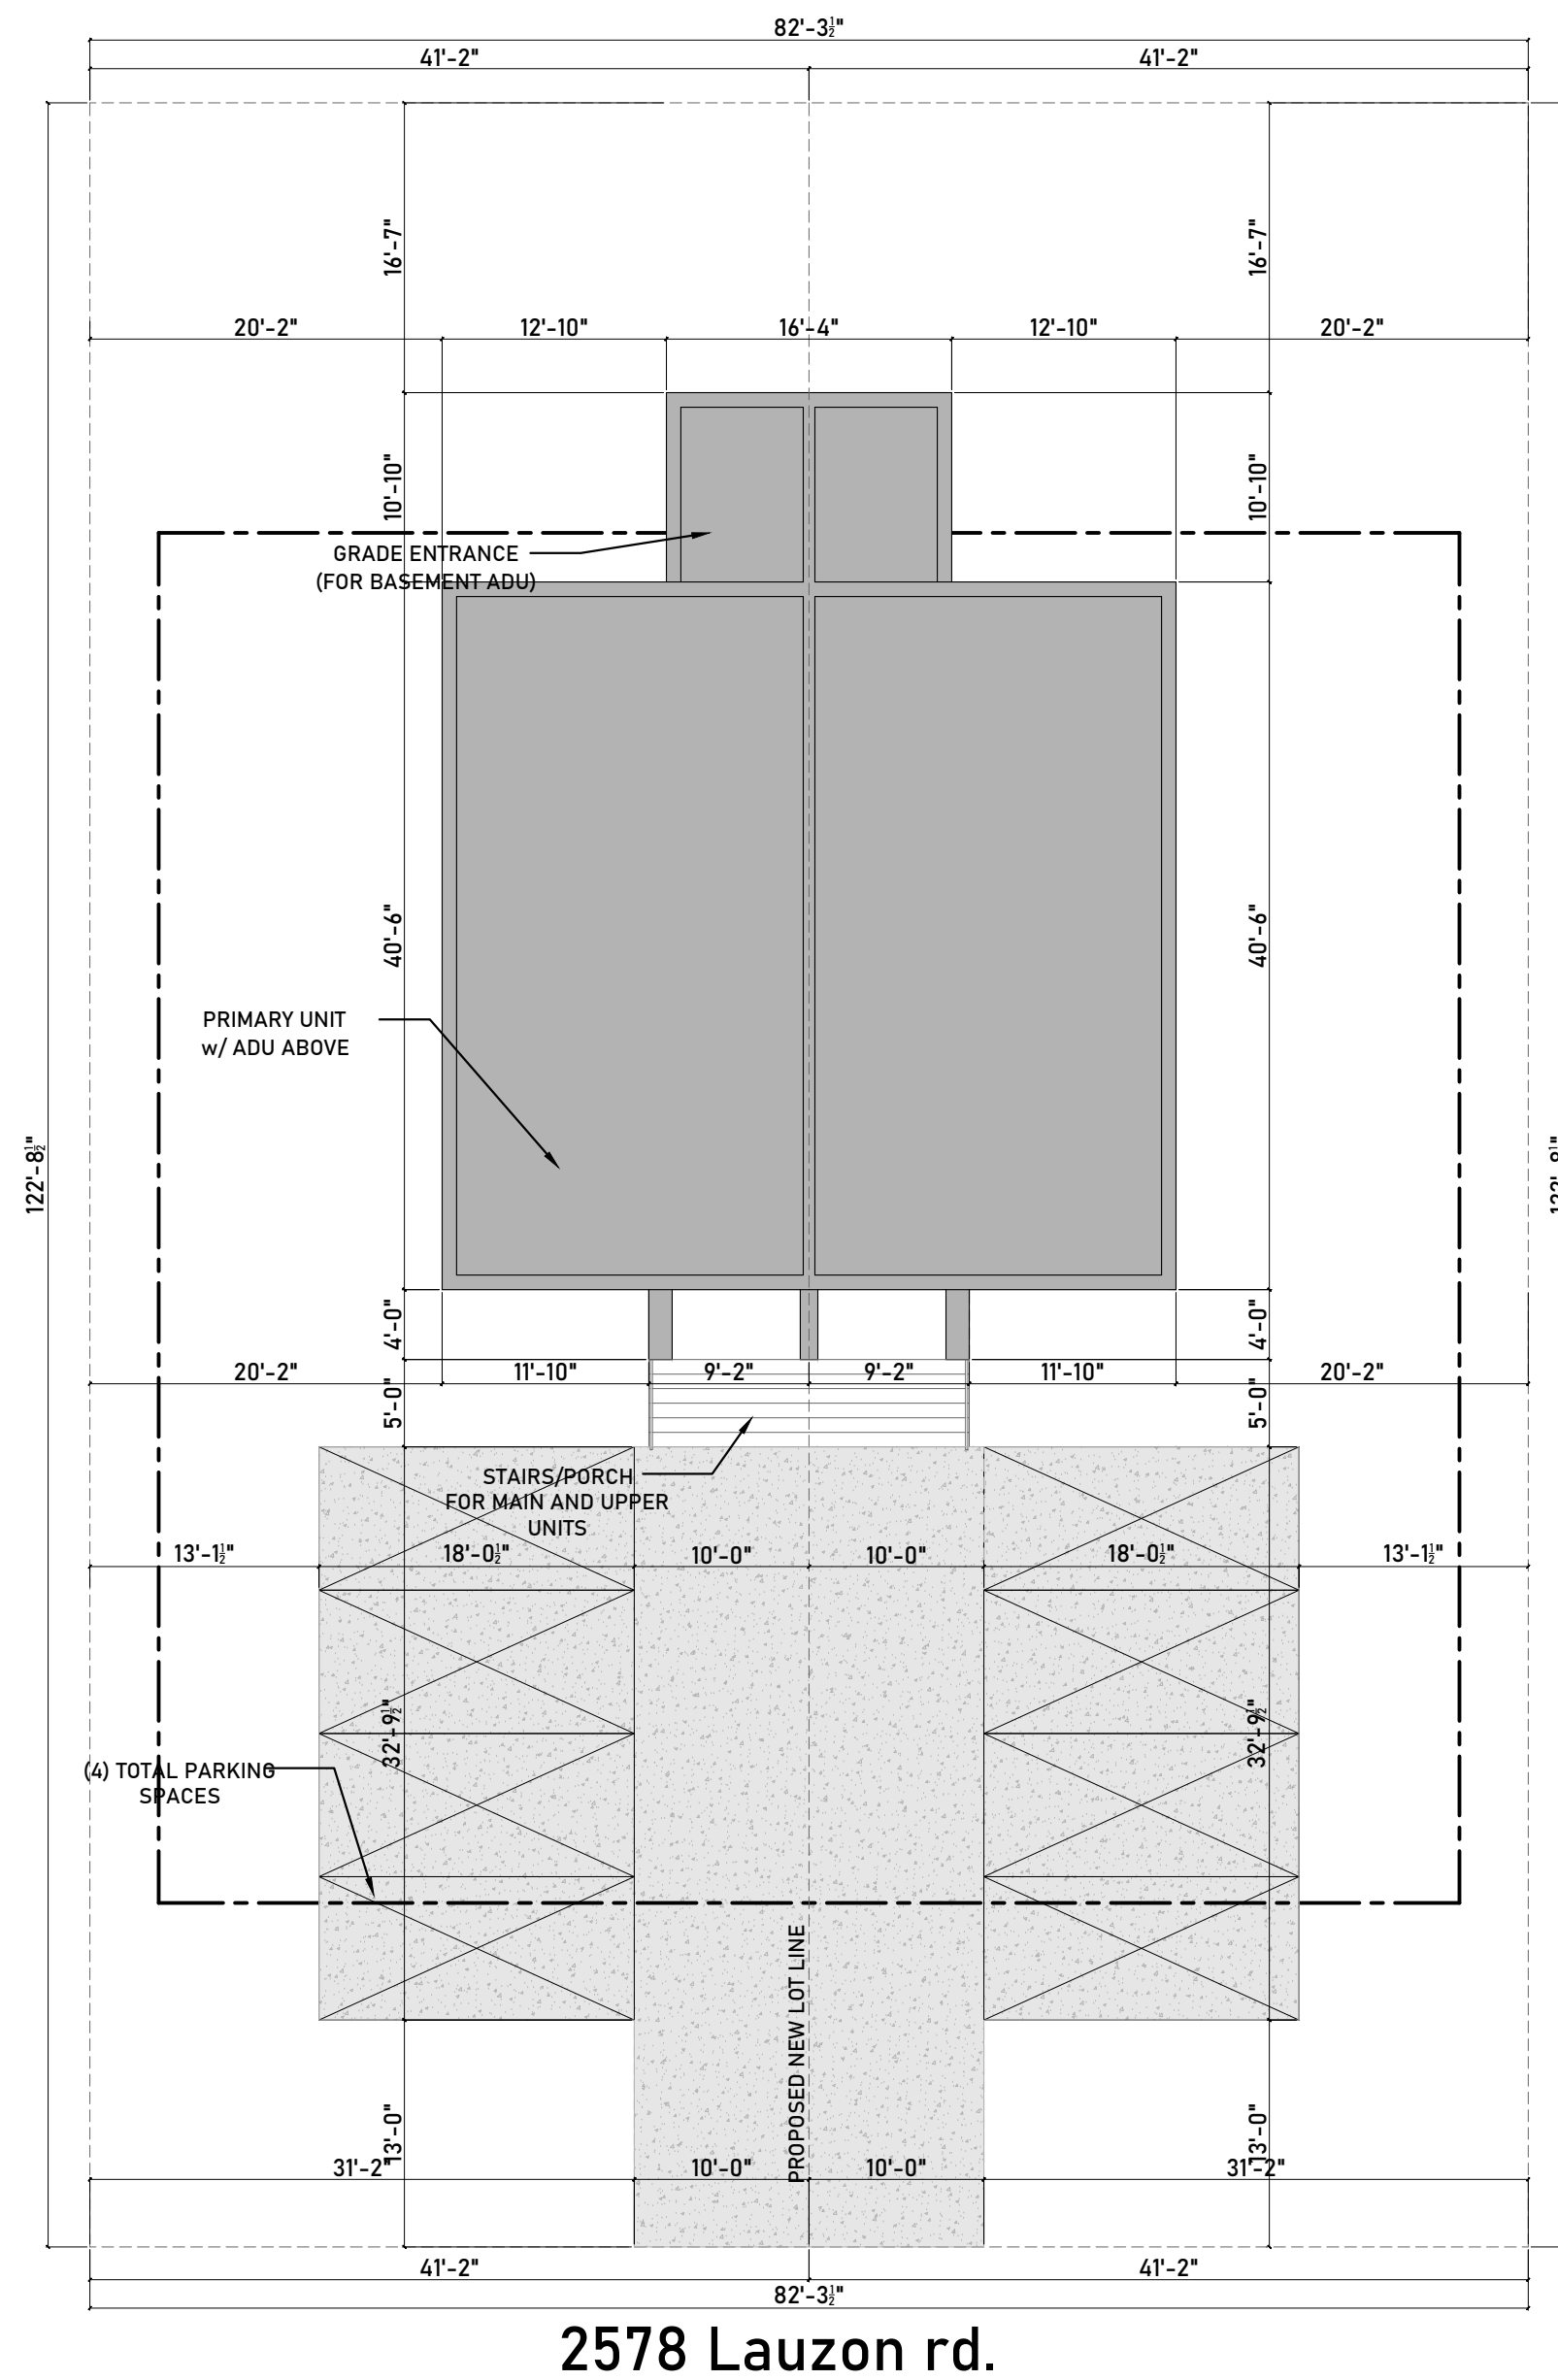 82'-3½"
41'-2" 41'-2"
16'-7" 16'-7"
20'-2" 12'-10" 16'-4" 12'-10" 20'-2"
10'-10" 10'-10"
GRADE ENTRANCE
(FOR BASEMENT ADU)
40'-6" 40'-6"
PRIMARY UNIT
w/ ADU ABOVE
122'-8½"
4'-0" 4'-0"
20'-2" 11'-10" 9'-2" 9'-2" 11'-10" 20'-2"
5'-0" 5'-0"
STAIRS/PORCH
FOR MAIN AND UPPER
UNITS
13'-1½" 18'-0½" 10'-0" 10'-0" 18'-0½" 13'-1½"
32'-9½" 32'-9½"
(4) TOTAL PARKING
SPACES
PROPOSED NEW LOT LINE
13'-0" 13'-0"
31'-2" 10'-0" 10'-0" 31'-2"
41'-2" 41'-2"
82'-3½"
2578 Lauzon rd.